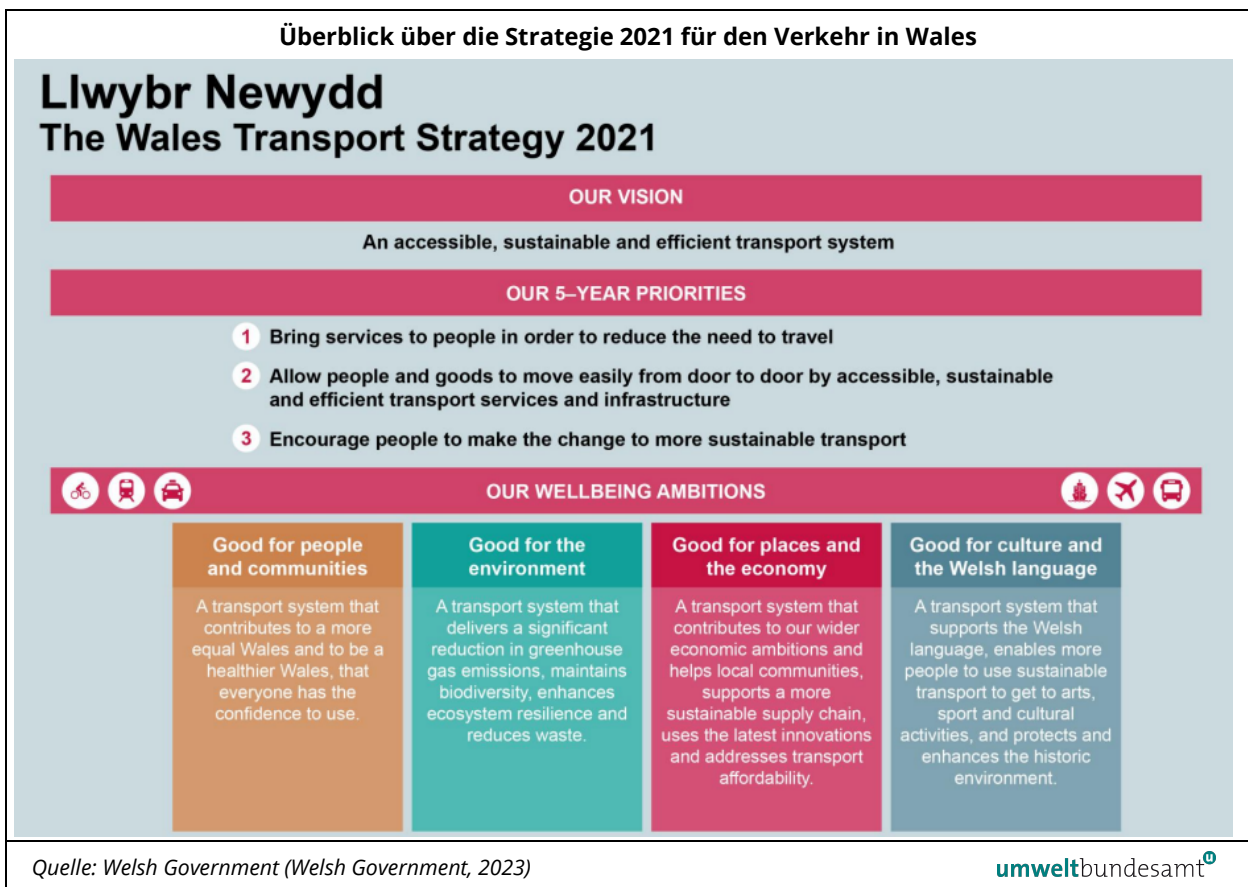 Überblick über die Strategie 2021 für den Verkehr in Wales
Llwybr Newydd
The Wales Transport Strategy 2021
OUR VISION
An accessible, sustainable and efficient transport system
OUR 5–YEAR PRIORITIES
1 Bring services to people in order to reduce the need to travel
2 Allow people and goods to move easily from door to door by accessible, sustainable
and efficient transport services and infrastructure
3 Encourage people to make the change to more sustainable transport
OUR WELLBEING AMBITIONS
Good for people
and communities
A transport system that
contributes to a more
equal Wales and to be a
healthier Wales, that
everyone has the
confidence to use.
Good for the
environment
A transport system that
delivers a significant
reduction in greenhouse
gas emissions, maintains
biodiversity, enhances
ecosystem resilience and
reduces waste.
Good for places and
the economy
A transport system that
contributes to our wider
economic ambitions and
helps local communities,
supports a more
sustainable supply chain,
uses the latest innovations
and addresses transport
affordability.
Good for culture and
the Welsh language
A transport system that
supports the Welsh
language, enables more
people to use sustainable
transport to get to arts,
sport and cultural
activities, and protects and
enhances the historic
environment.
Quelle: Welsh Government (Welsh Government, 2023)
umweltbundesamt u